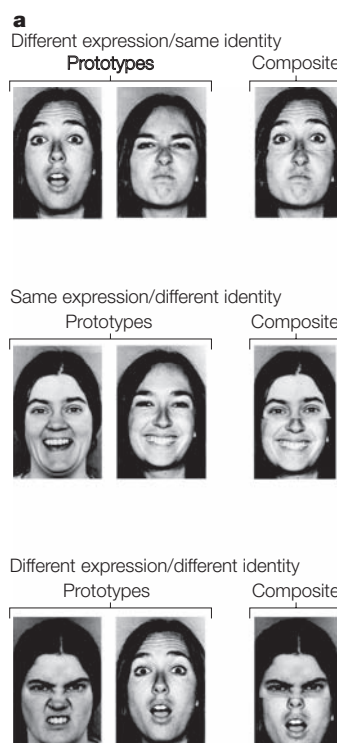 a
Different expression/same identity
Prototypes Composite
Same expression/different identity
Prototypes Composite
Different expression/different identity
Prototypes Composite